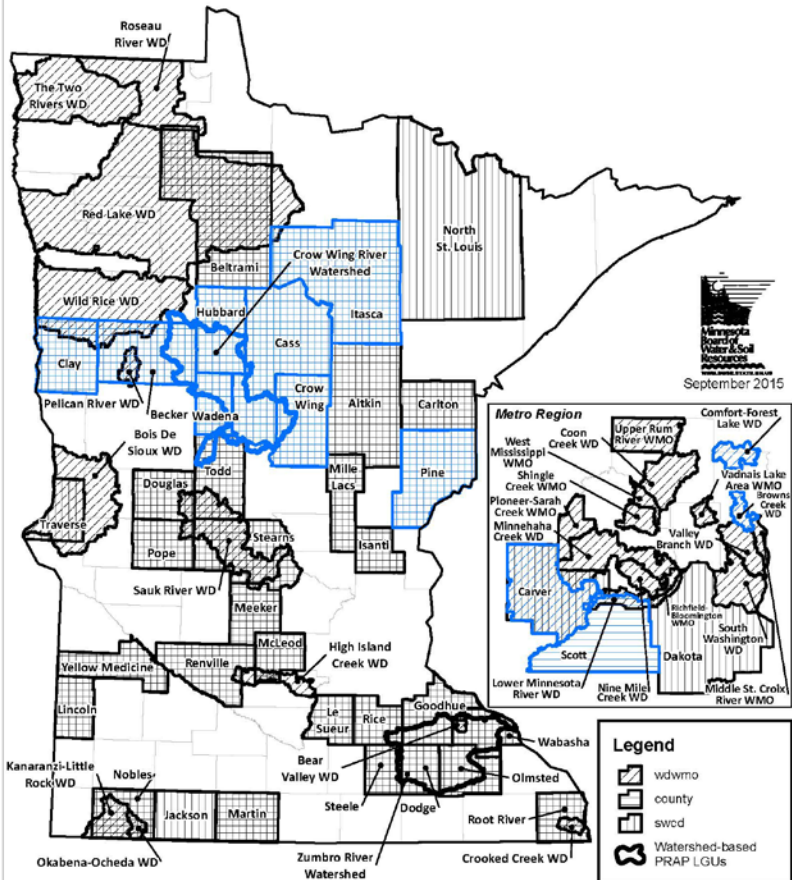 Roseau
River WD
The Two
Rivers WD
Red Lake WD
North
St. Louis
Beltrami
Crow Wing River
Watershed
Wild Rice WD
Hubbard
Itasca
Cass
Clay
Minnesota
Board of
Water & Soil
Resources
September 2015
Pelican River WD
Becker
Wadena
Crow
Wing
Aitkin
Carlton
Bois De
Sioux WD
Todd
Mille
Lacs
Pine
Douglas
Traverse
Stearns
Pope
Isanti
Sauk River WD
Meeker
McLeod
High Island
Creek WD
Renville
Yellow Medicine
Lincoln
Le
Sueur
Rice
Goodhue
Wabasha
Bear
Valley WD
Kanaranzi-Little
Rock WD
Nobles
Steele
Dodge
Olmsted
Jackson
Martin
Root River
Okabena-Ocheda WD
Zumbro River
Watershed
Crooked Creek WD
Metro Region
Comfort-Forest
Lake WD
Upper Rum
River WMO
Coon
Creek WD
West
Mississippi
WMO
Vadnais Lake
Area WMO
Shingle Creek
WMO
Browns
Creek
WD
Pioneer-Sarah
Creek WMO
Minnehaha
Creek WD
Valley
Branch WD
Carver
Richfield-
Bloomington
WMO
South
Washington
WD
Scott
Dakota
Lower Minnesota
River WD
Nine Mile
Creek WD
Middle St. Croix
River WMO
Legend
wdwmo
county
swcd
Watershed-based
PRAP LGUs